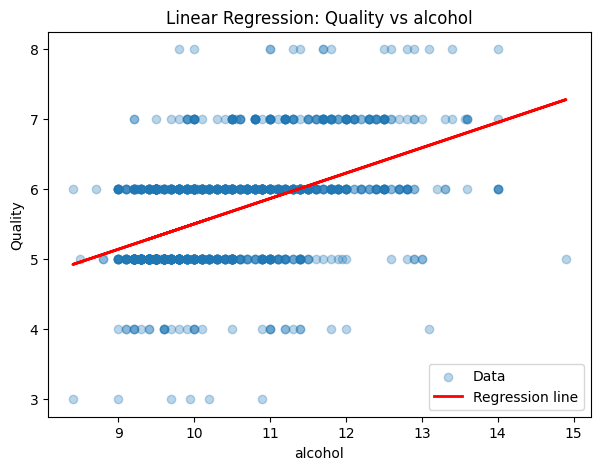 Linear Regression: Quality vs alcohol
8
7
6
5
4
3
Quality
9
10
11
12
13
14
15
alcohol
Data
Regression line